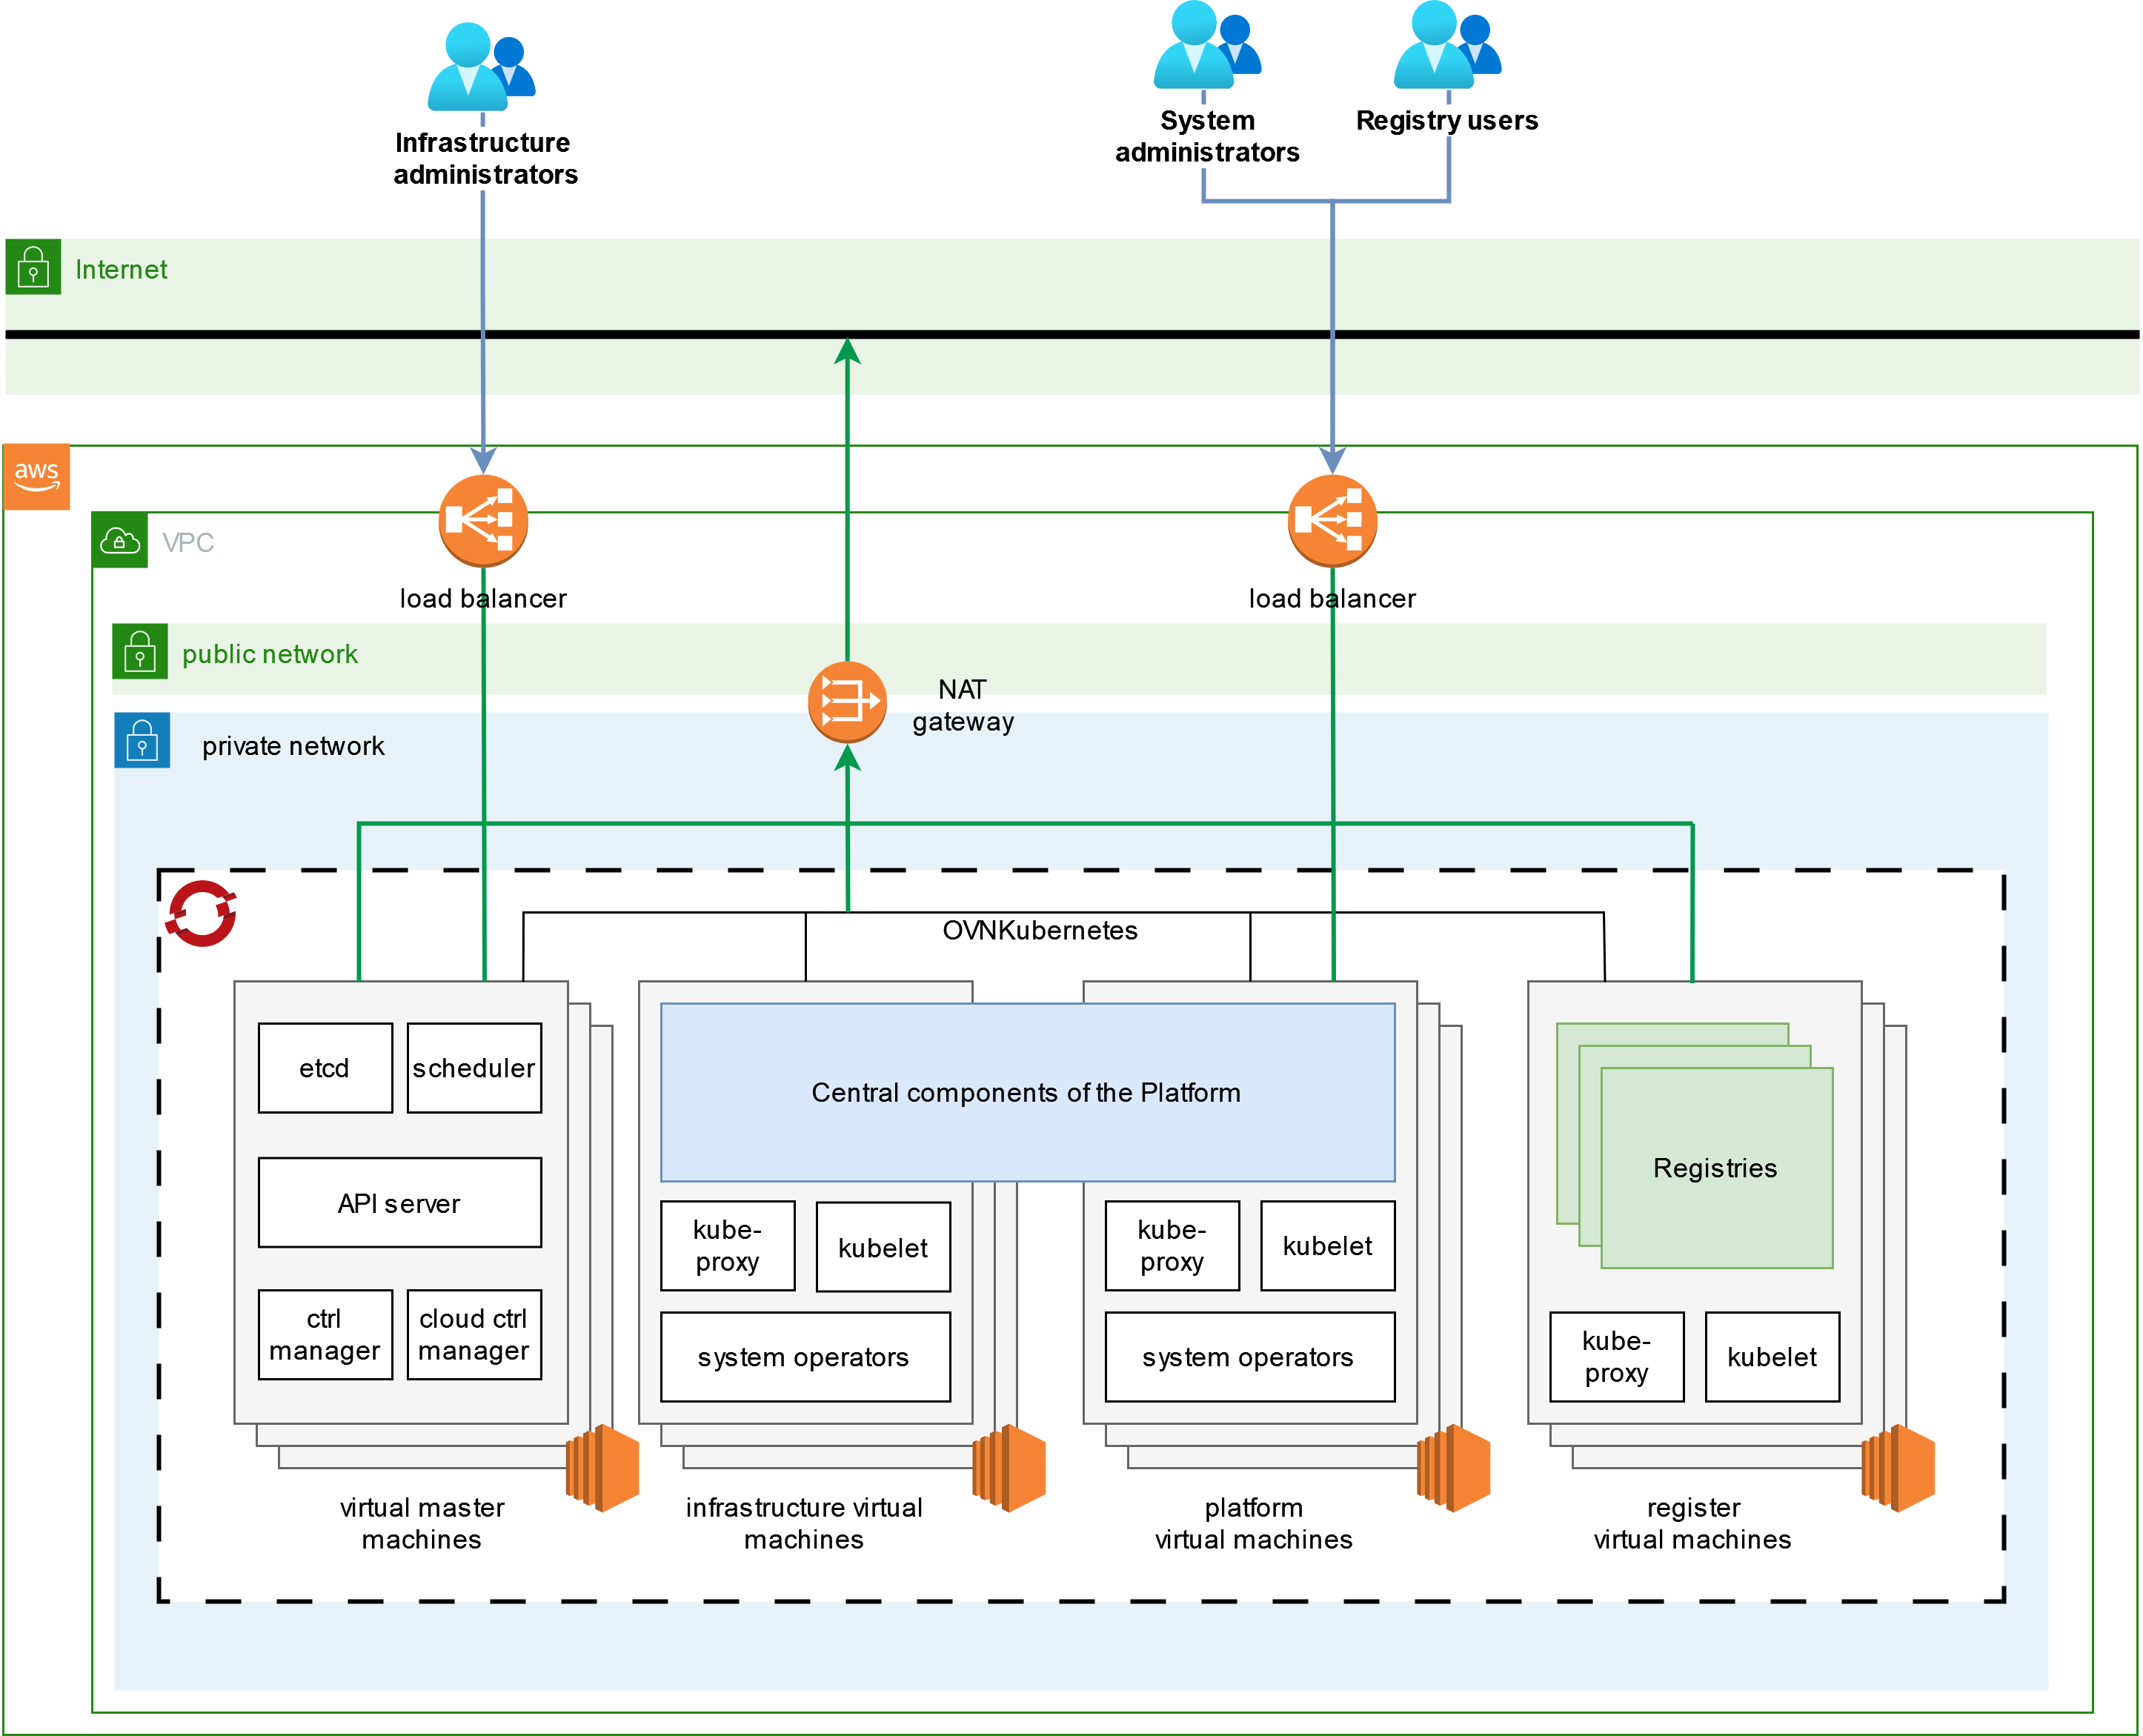 Infrastructure
administrators
System
administrators
Registry users
Internet
aws
VPC
load balancer
load balancer
public network
NAT
gateway
private network
OVNKubernetes
etcd
scheduler
API server
ctrl
manager
cloud ctrl
manager
Central components of the Platform
kube-
proxy
kubelet
system operators
kube-
proxy
kubelet
system operators
Registries
kube-
proxy
kubelet
virtual master
machines
infrastructure virtual
machines
platform
virtual machines
register
virtual machines